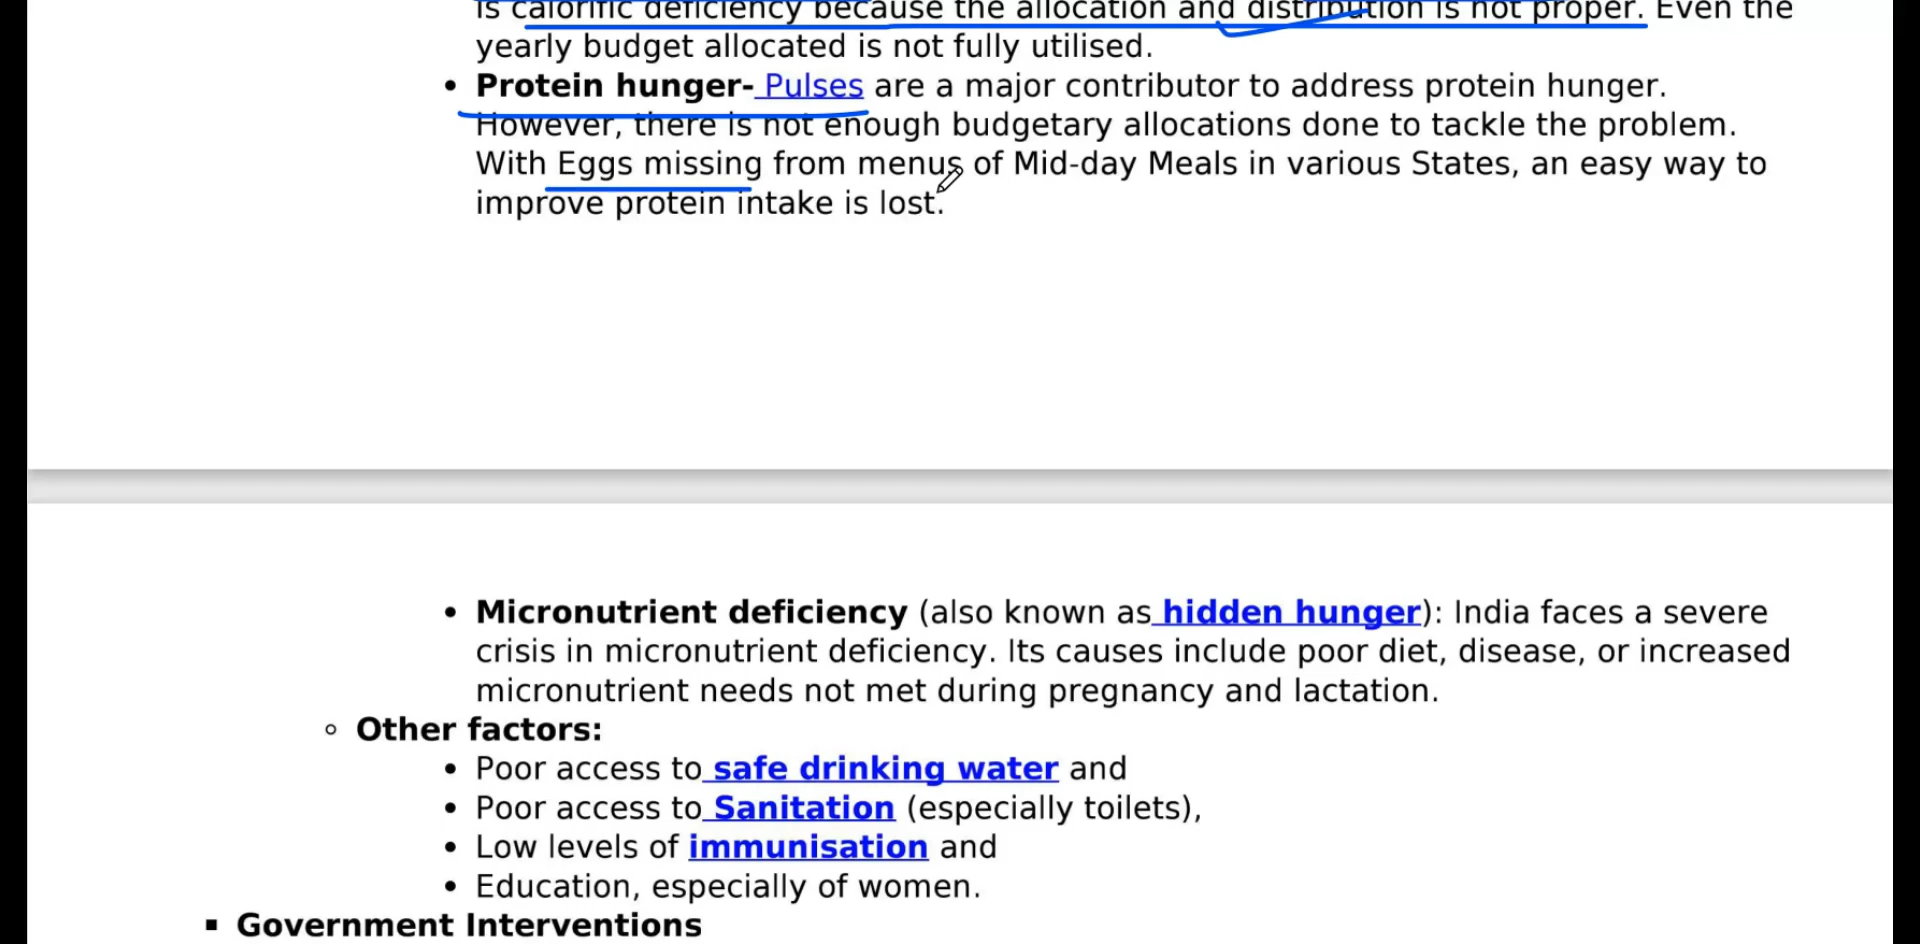 is calorific deficiency because the allocation and distribution is not proper. Even the
yearly budget allocated is not fully utilised.
• Protein hunger- Pulses are a major contributor to address protein hunger.
However, there is not enough budgetary allocations done to tackle the problem.
With Eggs missing from menus of Mid-day Meals in various States, an easy way to
improve protein intake is lost.
• Micronutrient deficiency (also known as hidden hunger): India faces a severe
crisis in micronutrient deficiency. Its causes include poor diet, disease, or increased
micronutrient needs not met during pregnancy and lactation.
◦ Other factors:
• Poor access to safe drinking water and
• Poor access to Sanitation (especially toilets),
• Low levels of immunisation and
• Education, especially of women.
▪ Government Interventions